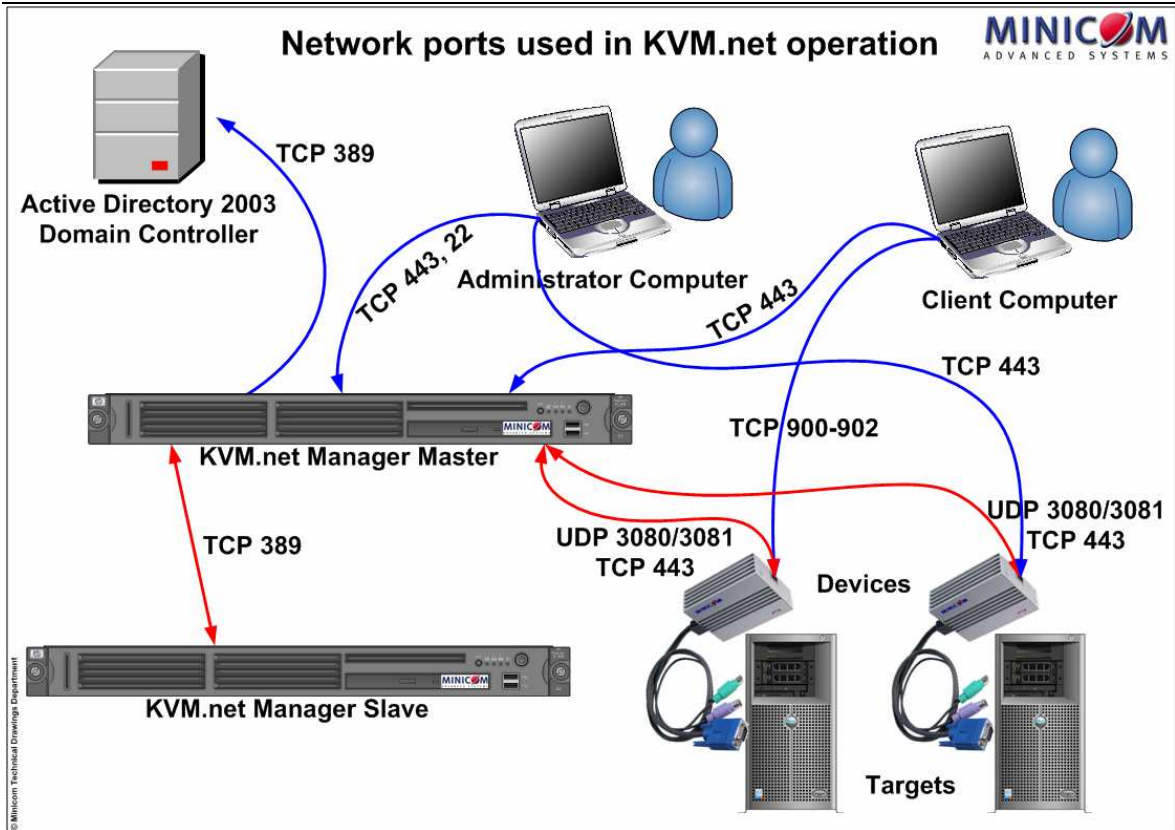 Network ports used in KVM.net operation
MINICOM
ADVANCED SYSTEMS
TCP 389
Active Directory 2003
Domain Controller
TCP 443, 22
Administrator Computer
TCP 443
Client Computer
TCP 443
TCP 900-902
MINICOM
KVM.net Manager Master
UDP 3080/3081
TCP 443
UDP 3080/3081
TCP 443
TCP 389
Devices
MINICOM
MINICOM
MINICOM
KVM.net Manager Slave
Targets
© Minicom Technical Drawings Department